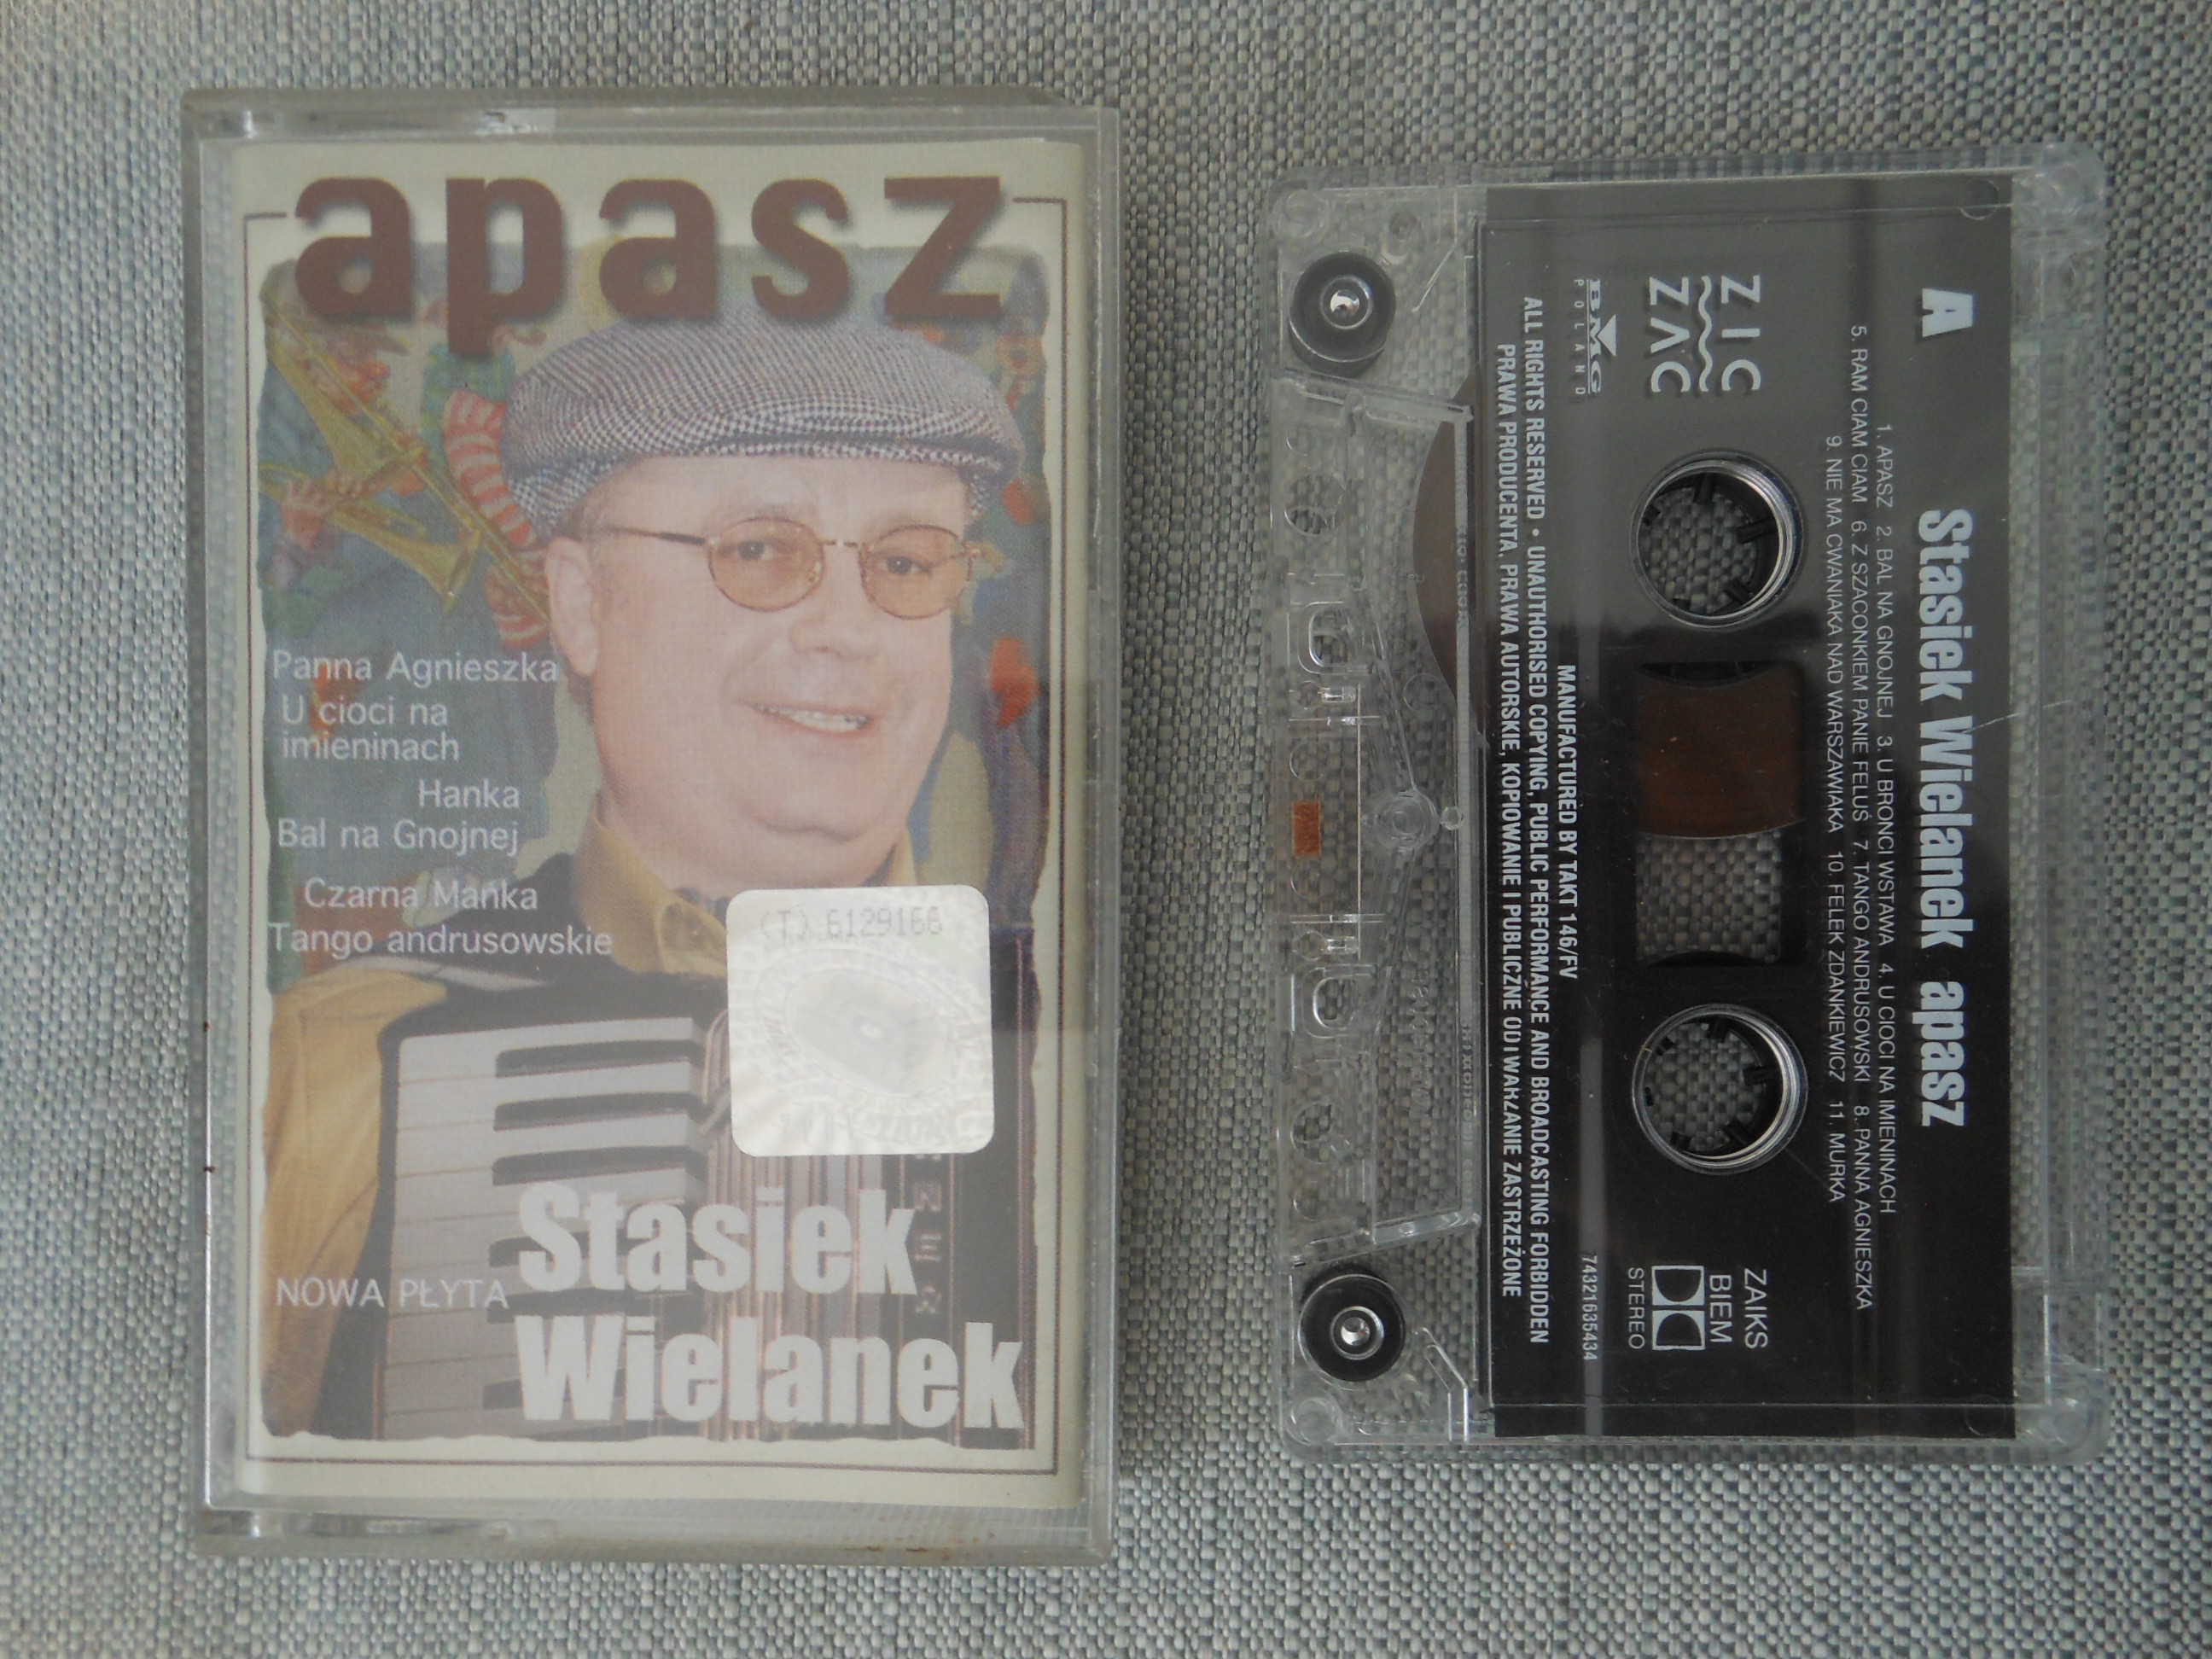 apasz
Panna Agnieszka
U cioci na
imieninach
Hanka
Bal na Gnojnej
Czarna Mańka
Tango andrusowskie
(T) 6129166
NOWA PŁYTA
Stasiek
Wielanek
A Stasiek Wielanek apasz
1. APASZ 2. BAL NA GNOJNEJ 3. U BRONCI WSTAWA 4. U CIOCI NA IMIENINACH
5. RAM CIAM CIAM 6. Z SZACONKIEM PANIE FELUŚ 7. TANGO ANDRUSOWSKI 8. PANNA AGNIESZKA
9. NIE MA CWANIAKA NAD WARSZAWIAKA 10. FELEK ZDANKIEWICZ 11. MURKA
ZIC
ZAC
BMG
POLAND
ZAIKS
BIEM
STEREO
74321635434
MANUFACTURED BY TAKT 146/FV
ALL RIGHTS RESERVED • UNAUTHORISED COPYING, PUBLIC PERFORMANCE AND BROADCASTING FORBIDDEN
PRAWA PRODUCENTA, PRAWA AUTORSKIE, KOPIOWANIE I PUBLICZNE ODTWARZANIE ZASTRZEŻONE